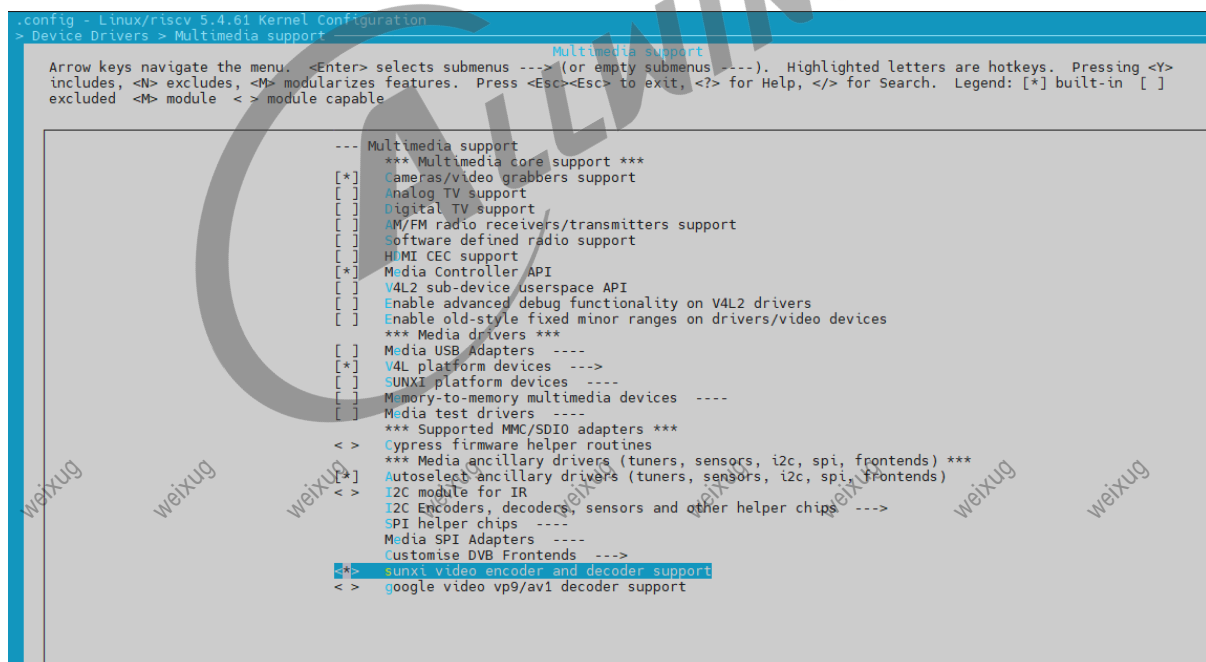 .config - Linux/riscv 5.4.61 Kernel Configuration
> Device Drivers > Multimedia support
Multimedia support
Arrow keys navigate the menu.  <Enter> selects submenus ---> (or empty submenus ----).  Highlighted letters are hotkeys.  Pressing <Y>
includes, <N> excludes, <M> modularizes features.  Press <Esc><Esc> to exit, <?> for Help, </> for Search.  Legend: [*] built-in  [ ]
excluded  <M> module  < > module capable
--- Multimedia support
*** Multimedia core support ***
[*] Cameras/video grabbers support
[ ] Analog TV support
[ ] Digital TV support
[ ] AM/FM radio receivers/transmitters support
[ ] Software defined radio support
[ ] HDMI CEC support
[*] Media Controller API
[ ] V4L2 sub-device userspace API
[ ] Enable advanced debug functionality on V4L2 drivers
[ ] Enable old-style fixed minor ranges on drivers/video devices
*** Media drivers ***
[ ] Media USB Adapters  ----
[*] V4L platform devices  --->
[ ] SUNXI platform devices  ----
[ ] Memory-to-memory multimedia devices  ----
[ ] Media test drivers  ----
*** Supported MMC/SDIO adapters ***
< > Cypress firmware helper routines
*** Media ancillary drivers (tuners, sensors, i2c, spi, frontends) ***
[*] Autoselect ancillary drivers (tuners, sensors, i2c, spi, frontends)
< > I2C module for IR
I2C Encoders, decoders, sensors and other helper chips  --->
SPI helper chips  ----
Media SPI Adapters  ----
Customise DVB Frontends  --->
<*> sunxi video encoder and decoder support
< > google video vp9/av1 decoder support
ALLWIN
weixug weixug weixug weixug weixug weixug weixug weixug weixug